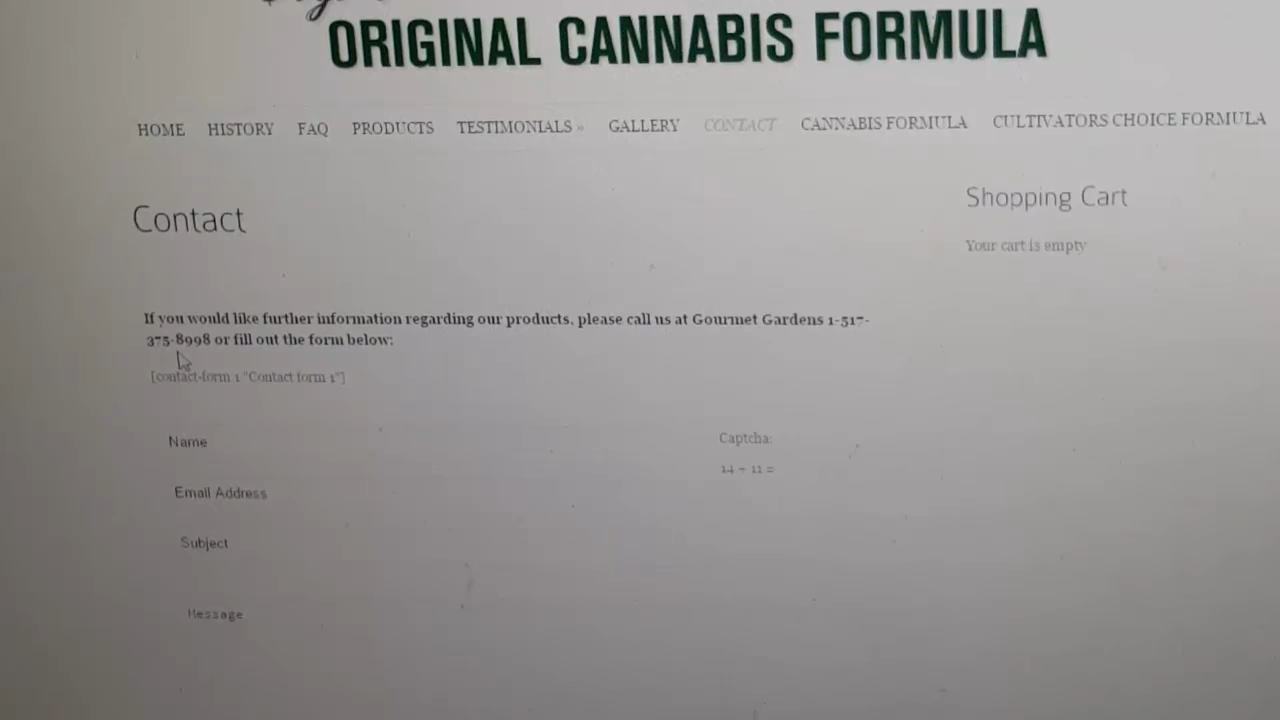 ORIGINAL CANNABIS FORMULA
HOME HISTORY FAQ PRODUCTS TESTIMONIALS » GALLERY CONTACT CANNABIS FORMULA CULTIVATORS CHOICE FORMULA
Contact
Shopping Cart
Your cart is empty
If you would like further information regarding our products, please call us at Gourmet Gardens 1-517-
375-8998 or fill out the form below:
[contact-form 1 "Contact form 1"]
Name
Captcha:
14 + 11 =
Email Address
Subject
Message